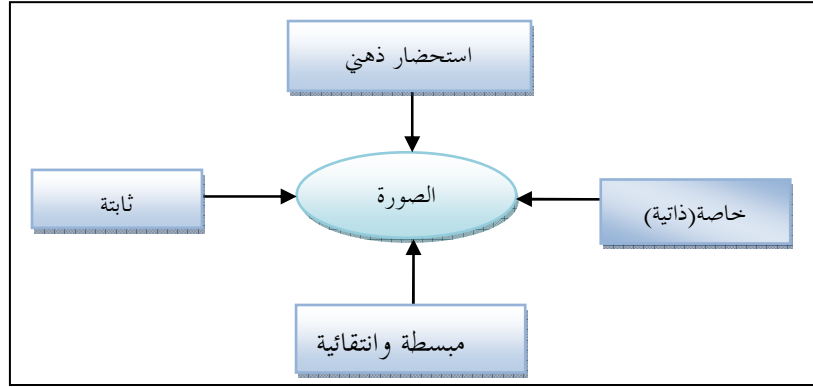 استحضار ذهني
خاصة(ذاتية)
الصورة
ثابتة
مبسطة وانتقائية